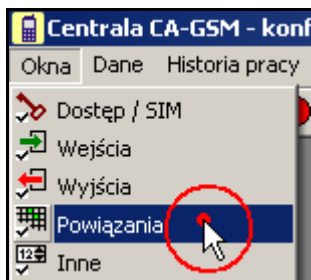 Centrala CA-GSM - konf
Okna Dane Historia pracy
Dostęp / SIM
Wejścia
Wyjścia
Powiązania
Inne